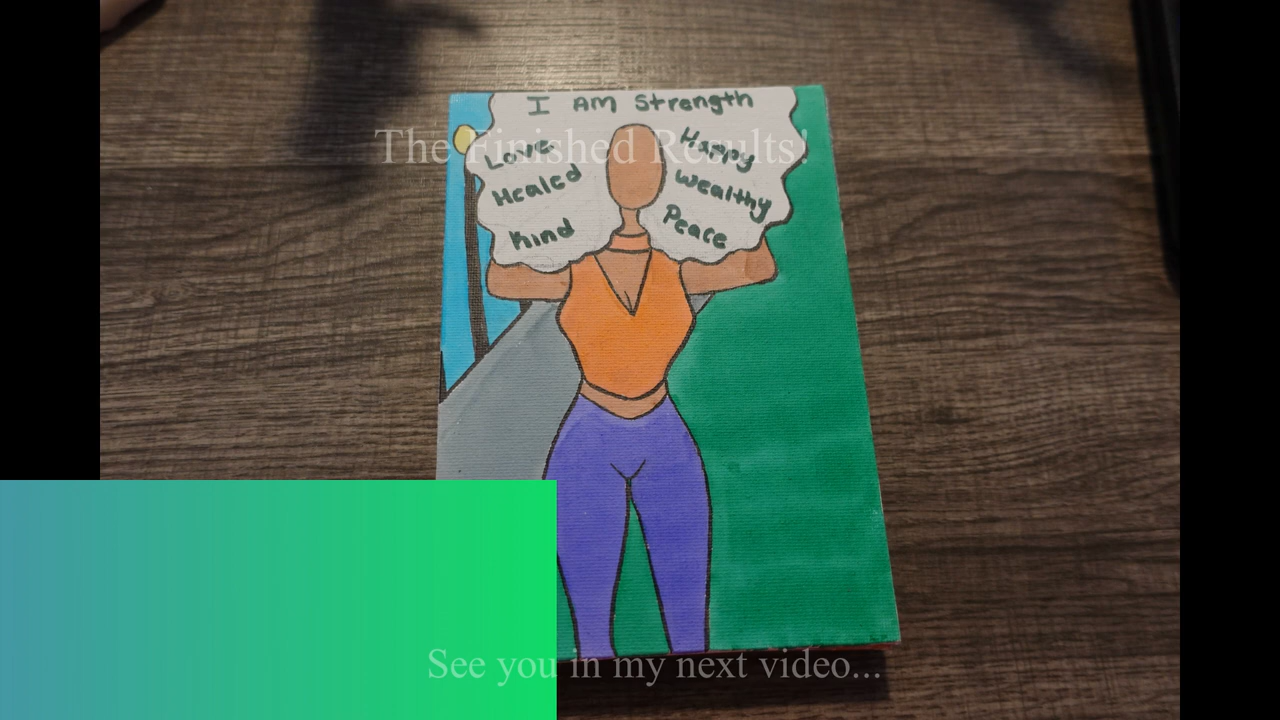 I AM Strength
The Finished Results!
Love
Healed
Kind
Happy
Wealthy
Peace
See you in my next video...